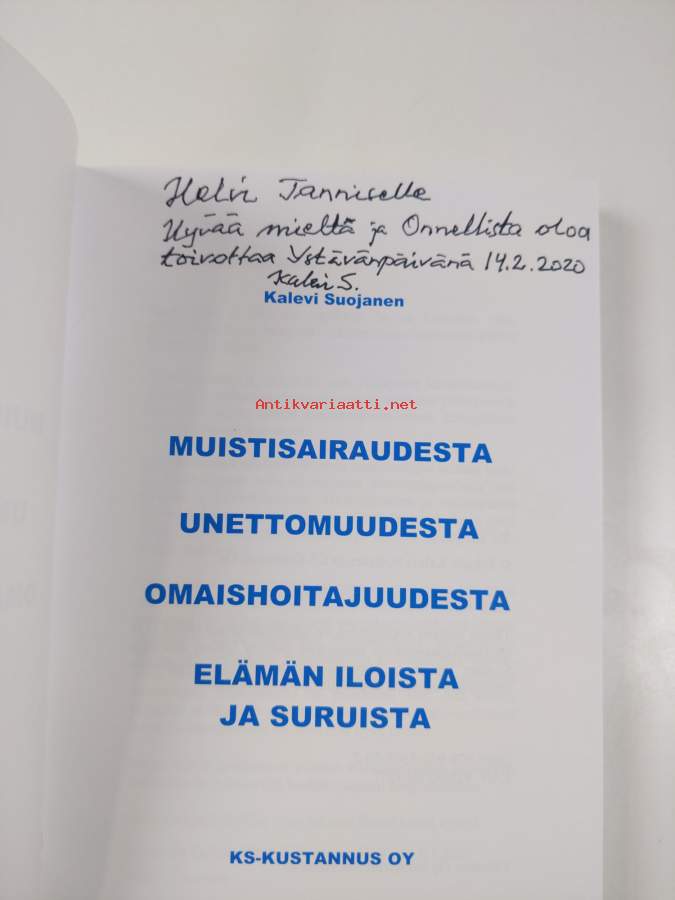 Helvi Tanniselle
Hyvää mieltä ja Onnellista oloa
toivottaa Ystävänpäivänä 14.2.2020
Kalevi S.
Kalevi Suojanen
Antikvariaatti.net
MUISTISAIRAUDESTA
UNETTOMUUDESTA
OMAISHOITAJUUDESTA
ELÄMÄN ILOISTA
JA SURUISTA
KS-KUSTANNUS OY